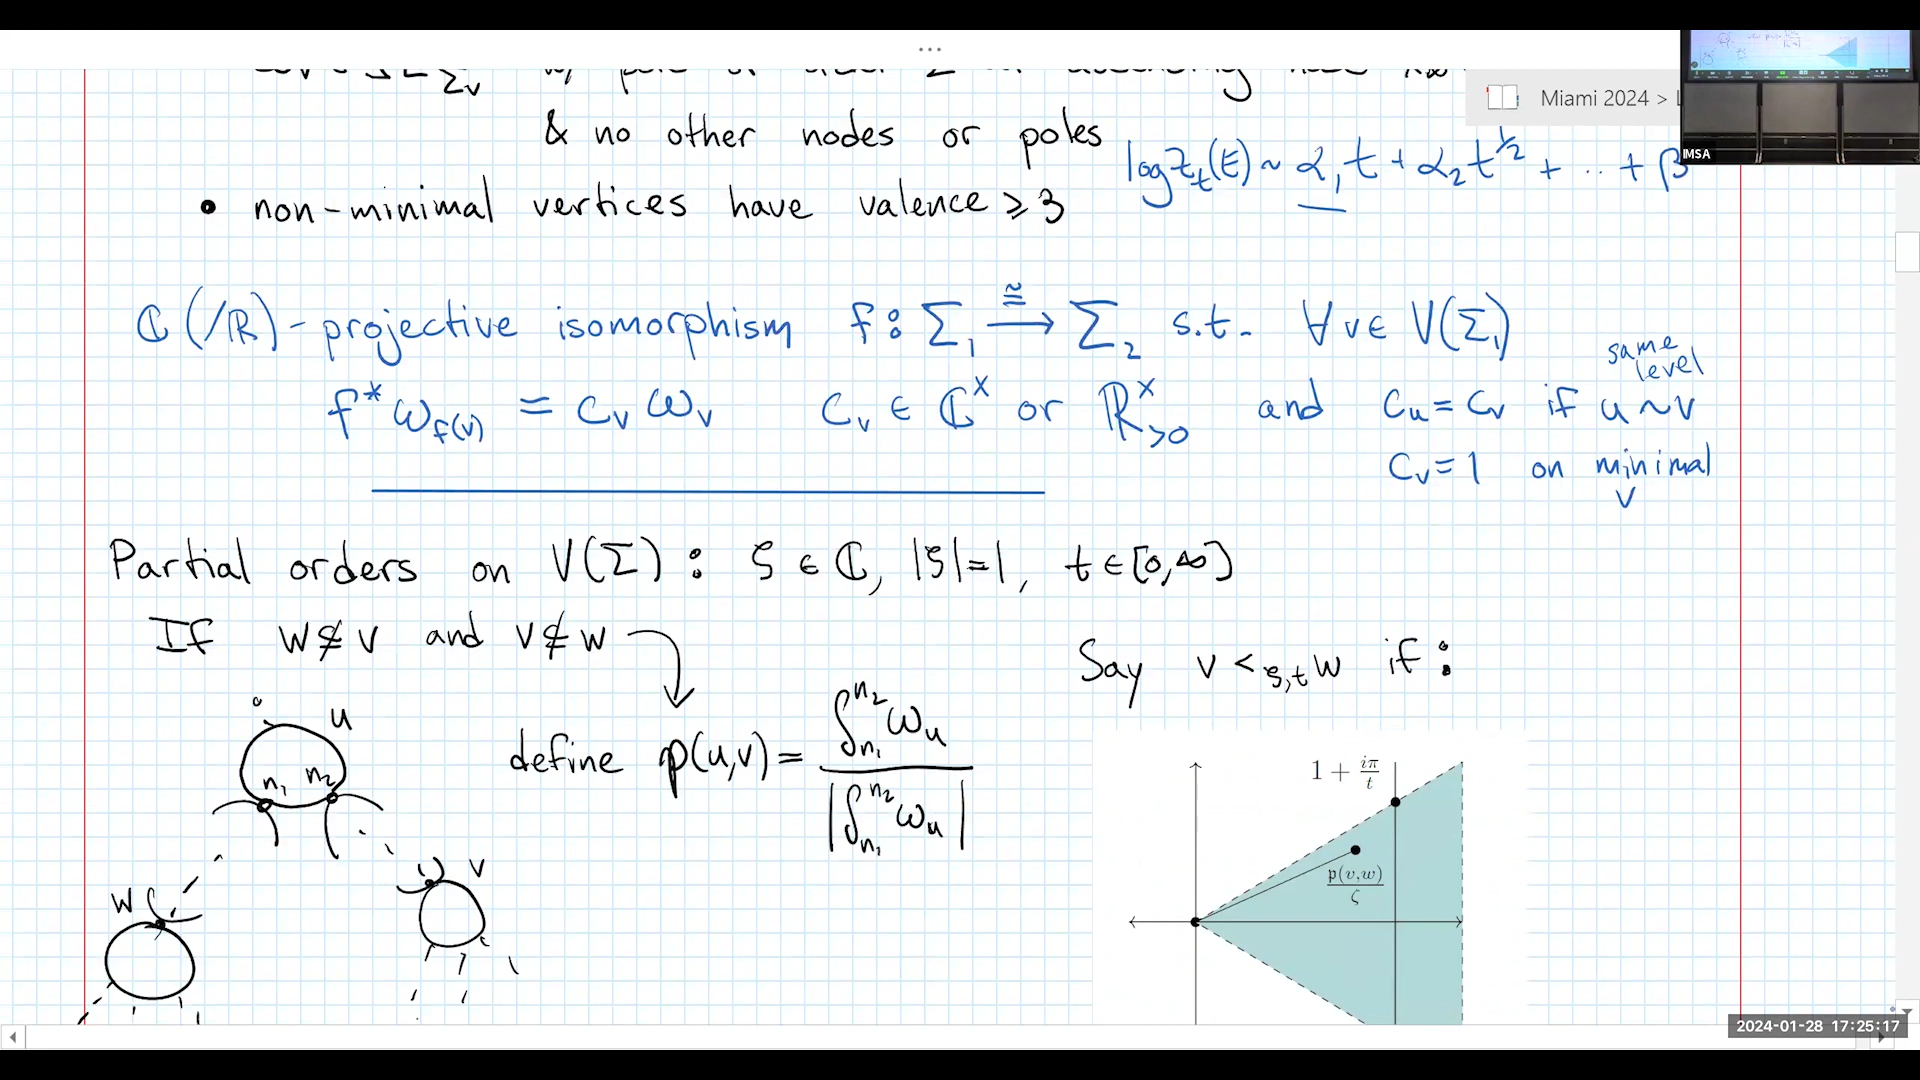 ...
Miami 2024 >
IMSA
& no other nodes or poles
log Z_t(t) ~ α_1 t + α_2 t^{1/2} + .. + β
• non-minimal vertices have valence ≥ 3
ℂ(/ℝ)-projective isomorphism f: Σ_1 ≅→ Σ_2 s.t. ∀ v ∈ V(Σ_1)
same level
f^* ω_{f(v)} = c_v ω_v c_v ∈ ℂ^× or ℝ^×_{>0} and c_u = c_v if u ~ v
c_v = 1 on minimal
v
Partial orders on V(Σ): ζ ∈ ℂ, |ζ|=1, t ∈ [0,∞)
If w ≰ v and v ≰ w
Say v <_{ζ,t} w if:
define p(u,v) = ∫_{n_1}^{n_2} ω_u / |∫_{n_1}^{n_2} ω_u|
u
n_1 n_2
w
v
1 + iπ/t
p(v,w)/ζ
2024-01-28 17:25:17